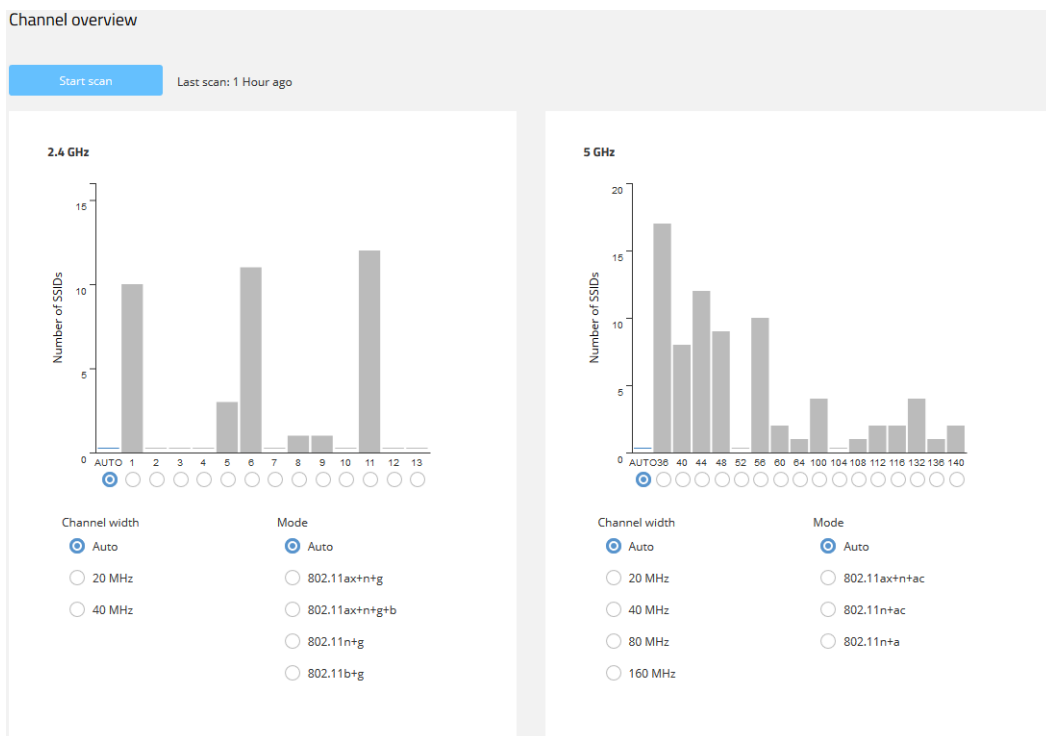 Channel overview
Start scan
Last scan: 1 Hour ago
2.4 GHz
Number of SSIDs
15
10
5
0
AUTO 1 2 3 4 5 6 7 8 9 10 11 12 13
Channel width
Auto
20 MHz
40 MHz
Mode
Auto
802.11ax+n+g
802.11ax+n+g+b
802.11n+g
802.11b+g
5 GHz
Number of SSIDs
20
15
10
5
0
AUTO 36 40 44 48 52 56 60 64 100 104 108 112 116 132 136 140
Channel width
Auto
20 MHz
40 MHz
80 MHz
160 MHz
Mode
Auto
802.11ax+n+ac
802.11n+ac
802.11n+a